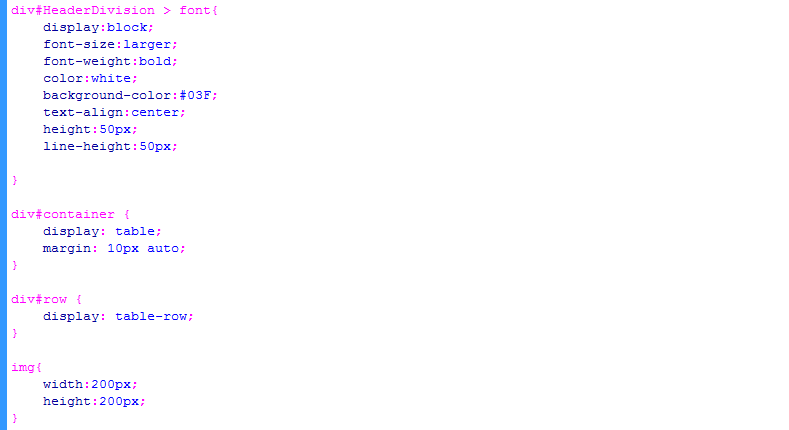 div#HeaderDivision > font{
    display:block;
    font-size:larger;
    font-weight:bold;
    color:white;
    background-color:#03F;
    text-align:center;
    height:50px;
    line-height:50px;

}

div#container {
    display: table;
    margin: 10px auto;
}

div#row {
    display: table-row;
}

img{
    width:200px;
    height:200px;
}